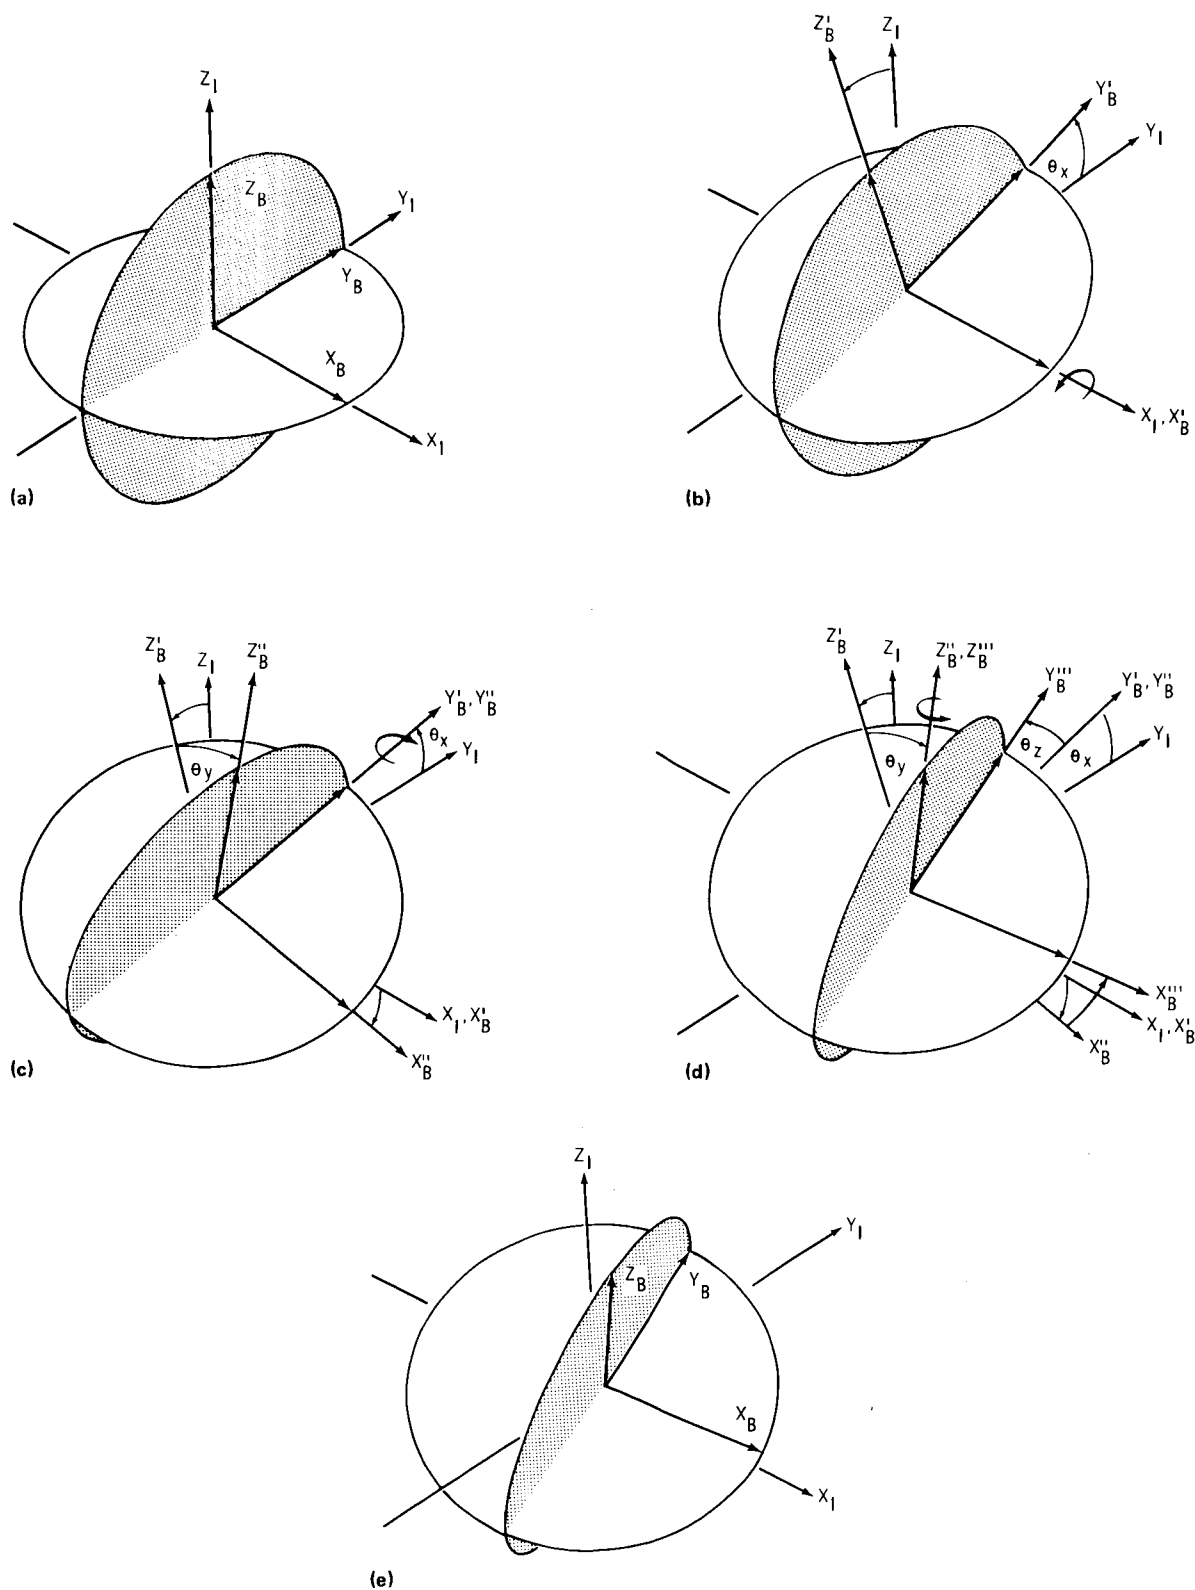 Z_I
Z_B
Y_I
Y_B
X_B
X_I
(a)
Z'_B
Z_I
Y'_B
Y_I
θ_x
X_I, X'_B
(b)
Z'_B
Z_I
Z''_B
Y'_B, Y''_B
θ_x
Y_I
θ_y
X_I, X'_B
X''_B
(c)
Z'_B
Z_I
Z''_B, Z'''_B
Y'''_B
Y'_B, Y''_B
Y_I
θ_z
θ_x
θ_y
X'''_B
X_I, X'_B
X''_B
(d)
Z_I
Y_I
Z_B
Y_B
X_B
X_I
(e)